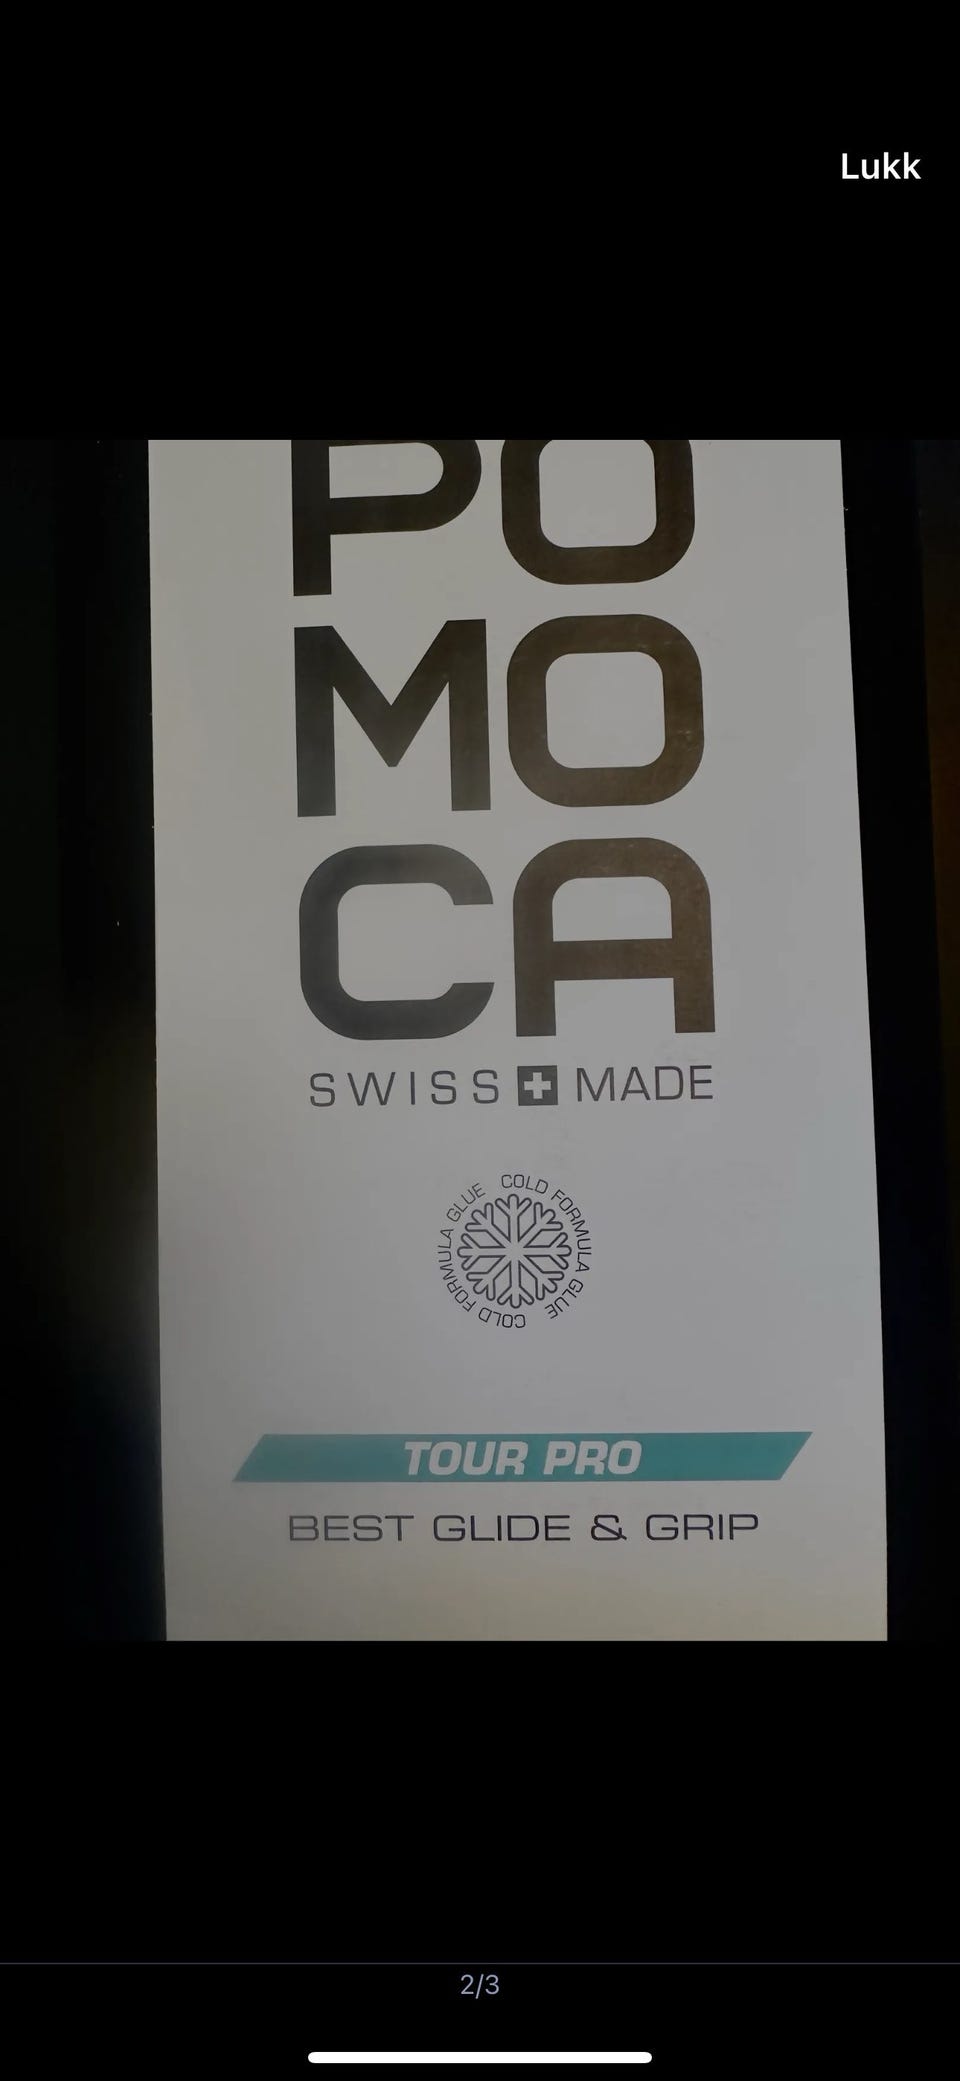 Lukk
PO
MO
CA
SWISS MADE
COLD FORMULA GLUE COLD FORMULA GLUE
TOUR PRO
BEST GLIDE & GRIP
2/3